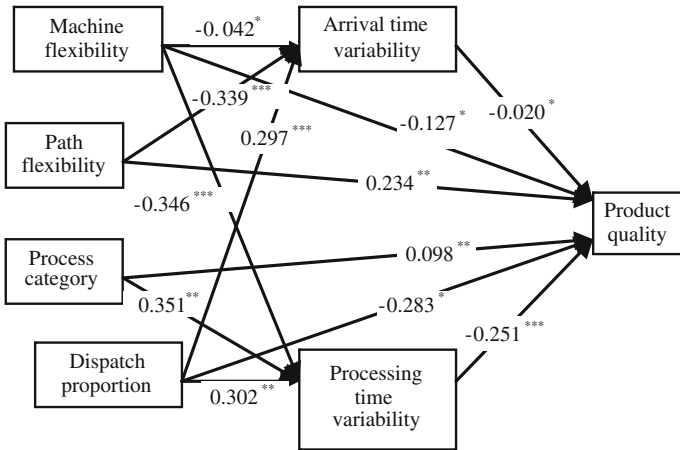 Machine
flexibility
-0.042*
Arrival time
variability
-0.339***
0.297***
-0.127*
-0.020*
Path
flexibility
0.234**
-0.346***
Product
quality
Process
category
0.098**
0.351**
-0.283*
-0.251***
Dispatch
proportion
0.302**
Processing
time
variability